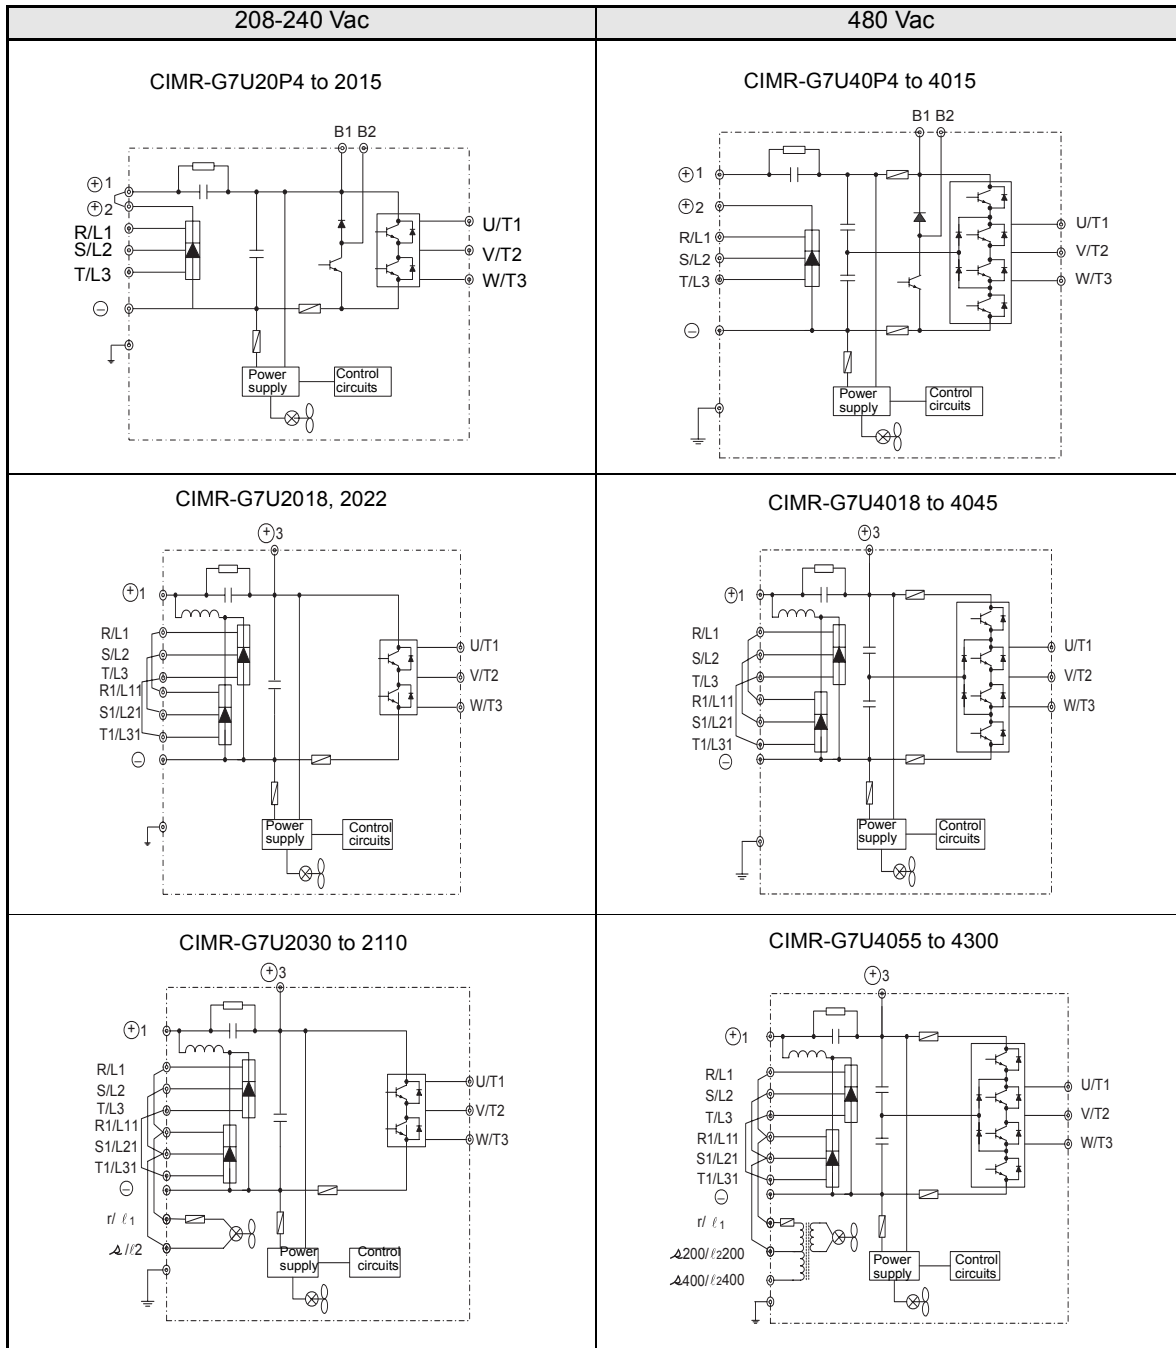 208-240 Vac
480 Vac
CIMR-G7U20P4 to 2015
B1 B2
⊕1
⊕2
R/L1
S/L2
T/L3
⊖
U/T1
V/T2
W/T3
Power supply
Control circuits
CIMR-G7U40P4 to 4015
B1 B2
⊕1
⊕2
R/L1
S/L2
T/L3
⊖
U/T1
V/T2
W/T3
Power supply
Control circuits
CIMR-G7U2018, 2022
⊕3
⊕1
R/L1
S/L2
T/L3
R1/L11
S1/L21
T1/L31
⊖
U/T1
V/T2
W/T3
Power supply
Control circuits
CIMR-G7U4018 to 4045
⊕3
⊕1
R/L1
S/L2
T/L3
R1/L11
S1/L21
T1/L31
⊖
U/T1
V/T2
W/T3
Power supply
Control circuits
CIMR-G7U2030 to 2110
⊕3
⊕1
R/L1
S/L2
T/L3
R1/L11
S1/L21
T1/L31
⊖
r/ ℓ1
𝓈/ℓ2
U/T1
V/T2
W/T3
Power supply
Control circuits
CIMR-G7U4055 to 4300
⊕3
⊕1
R/L1
S/L2
T/L3
R1/L11
S1/L21
T1/L31
⊖
r/ ℓ1
𝓈200/ℓ2200
𝓈400/ℓ2400
U/T1
V/T2
W/T3
Power supply
Control circuits